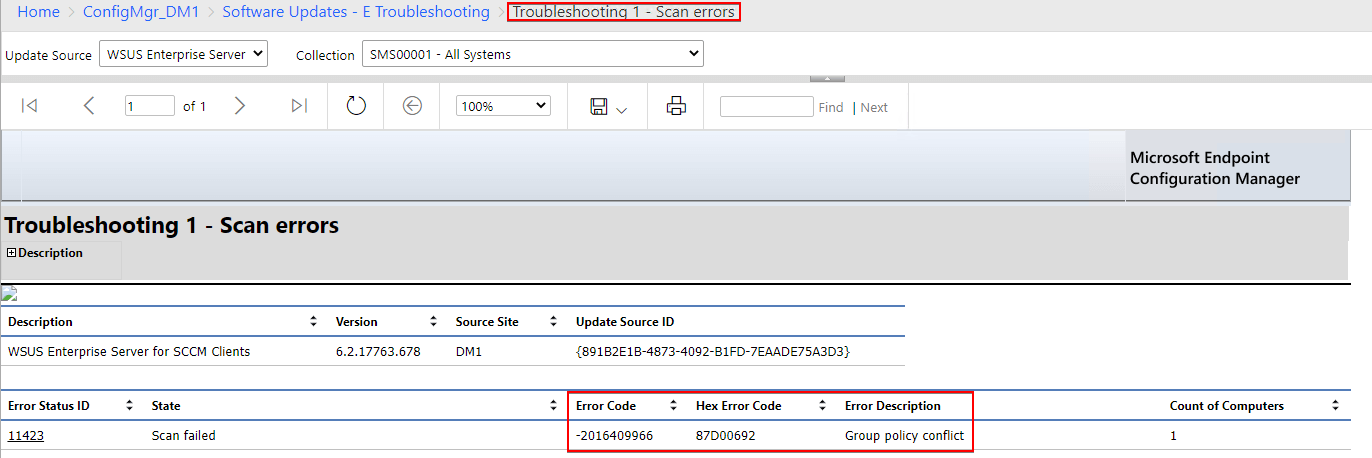 Home > ConfigMgr_DM1 > Software Updates - E Troubleshooting > Troubleshooting 1 - Scan errors
Update Source WSUS Enterprise Server Collection SMS00001 - All Systems
1 of 1 100% Find | Next
Microsoft Endpoint
Configuration Manager
Troubleshooting 1 - Scan errors
Description
Description Version Source Site Update Source ID
WSUS Enterprise Server for SCCM Clients 6.2.17763.678 DM1 {891B2E1B-4873-4092-B1FD-7EAADE75A3D3}
Error Status ID State Error Code Hex Error Code Error Description Count of Computers
11423 Scan failed -2016409966 87D00692 Group policy conflict 1